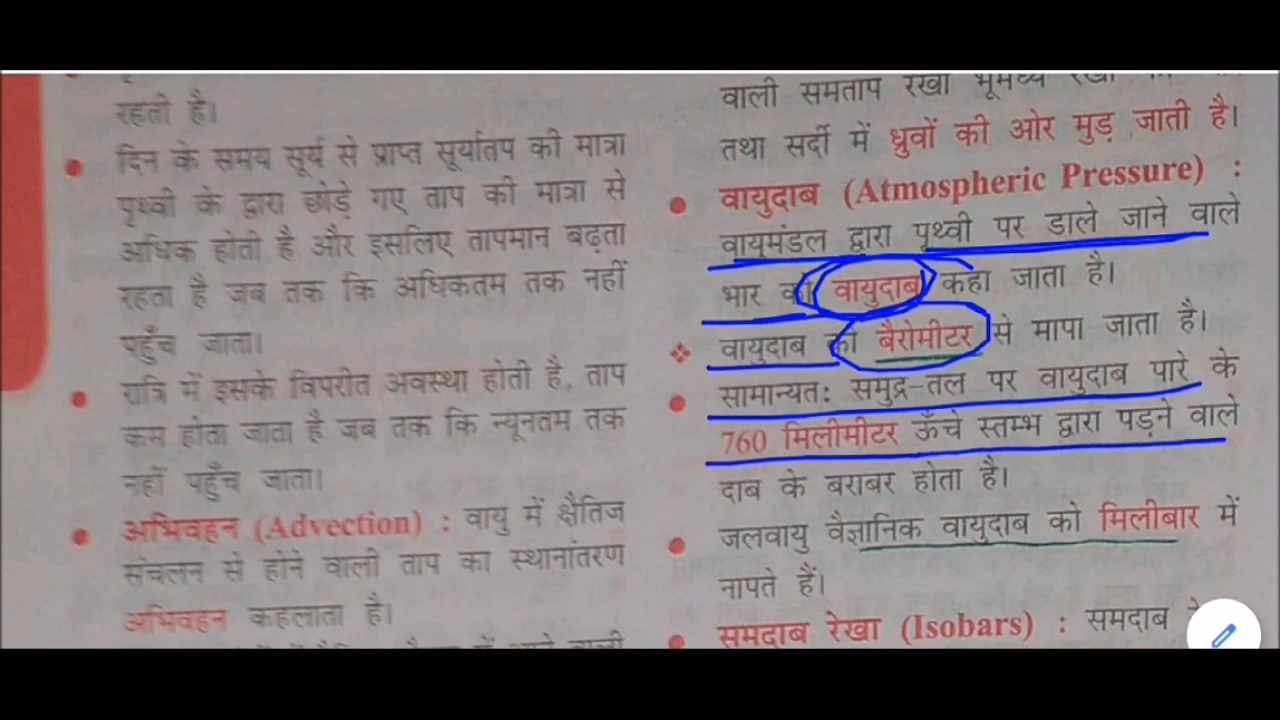 रहती है।
दिन के समय सूर्य से प्राप्त सूर्यातप की मात्रा
पृथ्वी के द्वारा छोड़े गए ताप की मात्रा से
अधिक होती है और इसलिए तापमान बढ़ता
रहता है जब तक कि अधिकतम तक नहीं
पहुँच जाता।
रात्रि में इसके विपरीत अवस्था होती है, ताप
कम होता जाता है जब तक कि न्यूनतम तक
नहीं पहुँच जाता।
अभिवहन (Advection) : वायु में क्षैतिज
संचलन से होने वाली ताप का स्थानांतरण
अभिवहन कहलाता है।
वाली समताप रेखा भूमध्य रेखा
तथा सर्दी में ध्रुवों की ओर मुड़ जाती है।
वायुदाब (Atmospheric Pressure) :
वायुमंडल द्वारा पृथ्वी पर डाले जाने वाले
भार को वायुदाब कहा जाता है।
वायुदाब को बैरोमीटर से मापा जाता है।
सामान्यतः समुद्र-तल पर वायुदाब पारे के
760 मिलीमीटर ऊँचे स्तम्भ द्वारा पड़ने वाले
दाब के बराबर होता है।
जलवायु वैज्ञानिक वायुदाब को मिलीबार में
नापते हैं।
समदाब रेखा (Isobars) : समदाब